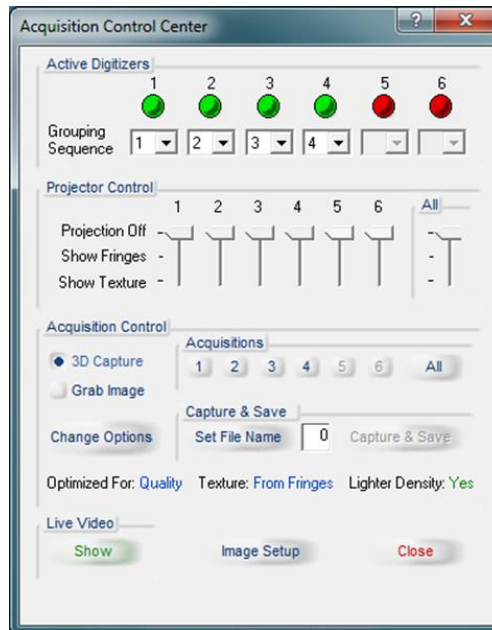 Acquisition Control Center
Active Digitizers
1 2 3 4 5 6
Grouping
Sequence 1 2 3 4
Projector Control
1 2 3 4 5 6 All
Projection Off
Show Fringes
Show Texture
Acquisition Control
3D Capture
Grab Image
Acquisitions
1 2 3 4 5 6 All
Capture & Save
Change Options Set File Name 0 Capture & Save
Optimized For: Quality Texture: From Fringes Lighter Density: Yes
Live Video
Show Image Setup Close